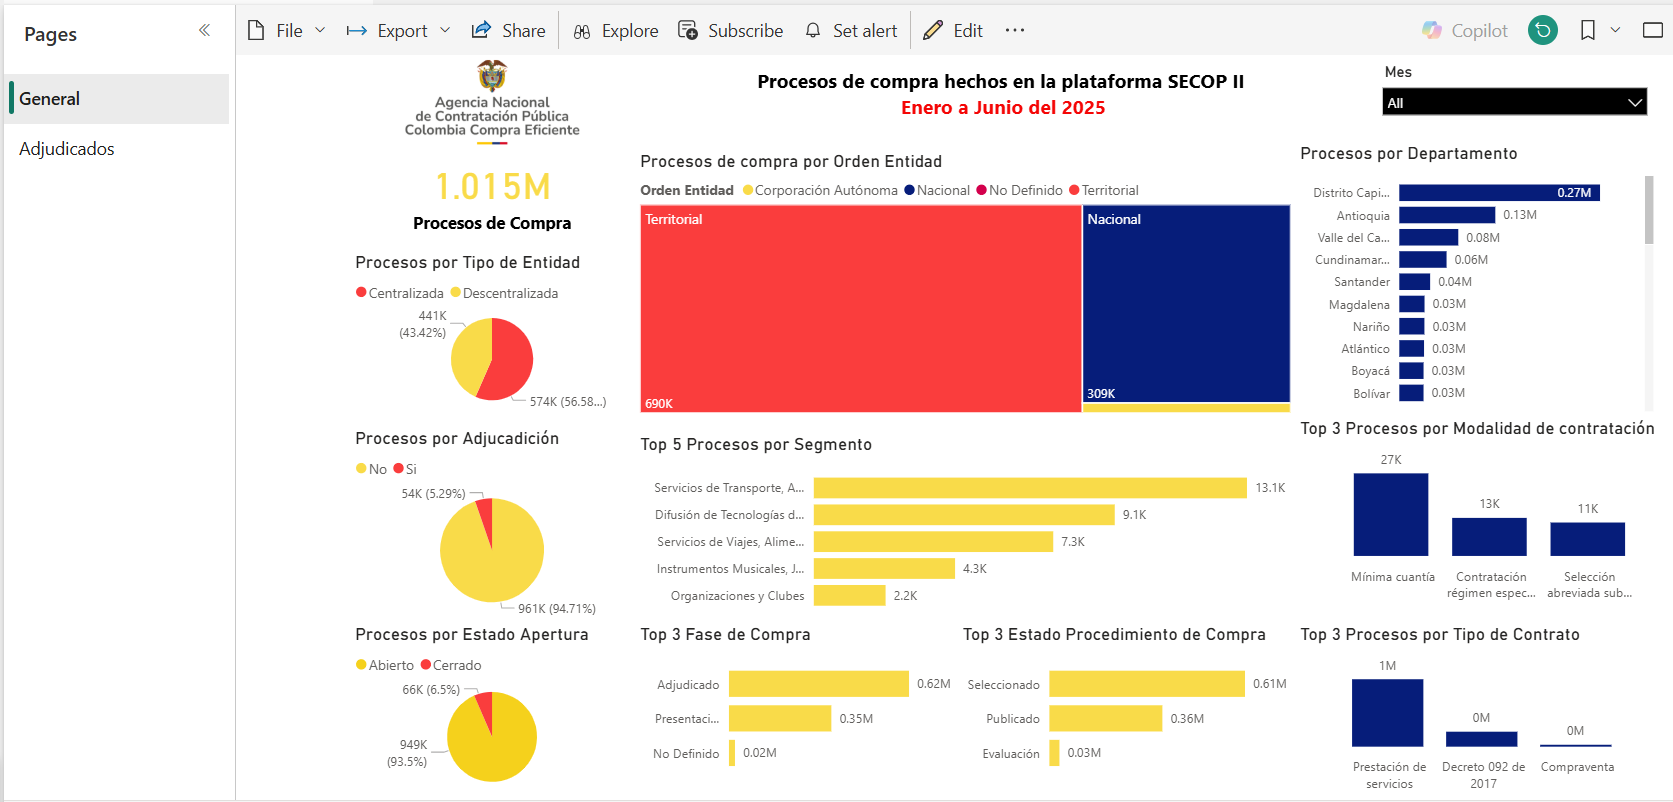 Pages
General
Adjudicados
File
Export
Share
Explore
Subscribe
Set alert
Edit
Copilot
Agencia Nacional
de Contratación Pública
Colombia Compra Eficiente
Procesos de compra hechos en la plataforma SECOP II
Enero a Junio del 2025
Mes
All
1.015M
Procesos de Compra
Procesos por Tipo de Entidad
Centralizada Descentralizada
441K
(43.42%)
574K (56.58...)
Procesos de compra por Orden Entidad
Orden Entidad Corporación Autónoma Nacional No Definido Territorial
Territorial
690K
Nacional
309K
Procesos por Departamento
Distrito Capi... 0.27M
Antioquia 0.13M
Valle del Ca... 0.08M
Cundinamar... 0.06M
Santander 0.04M
Magdalena 0.03M
Nariño 0.03M
Atlántico 0.03M
Boyacá 0.03M
Bolívar 0.03M
Procesos por Adjucadición
No Si
54K (5.29%)
961K (94.71%)
Top 5 Procesos por Segmento
Servicios de Transporte, A... 13.1K
Difusión de Tecnologías d... 9.1K
Servicios de Viajes, Alime... 7.3K
Instrumentos Musicales, J... 4.3K
Organizaciones y Clubes 2.2K
Top 3 Procesos por Modalidad de contratación
27K
13K
11K
Mínima cuantía
Contratación
régimen espec...
Selección
abreviada sub...
Procesos por Estado Apertura
Abierto Cerrado
66K (6.5%)
949K
(93.5%)
Top 3 Fase de Compra
Adjudicado 0.62M
Presentaci... 0.35M
No Definido 0.02M
Top 3 Estado Procedimiento de Compra
Seleccionado 0.61M
Publicado 0.36M
Evaluación 0.03M
Top 3 Procesos por Tipo de Contrato
1M
0M
0M
Prestación de
servicios
Decreto 092 de
2017
Compraventa